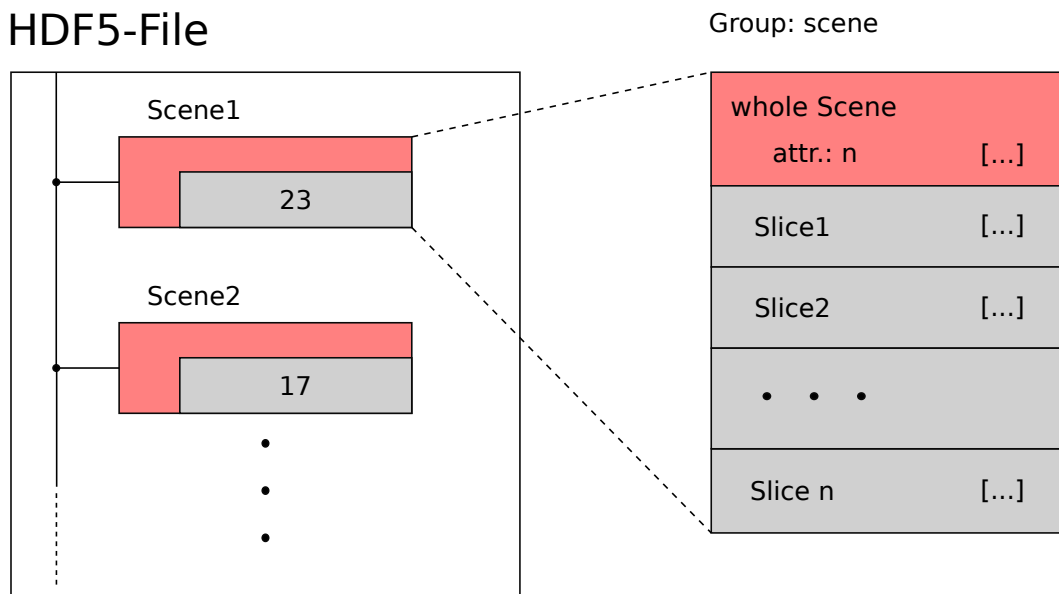 HDF5-File
Scene1
23
Scene2
17
Group: scene
whole Scene
attr.: n [...]
Slice1 [...]
Slice2 [...]
Slice n [...]